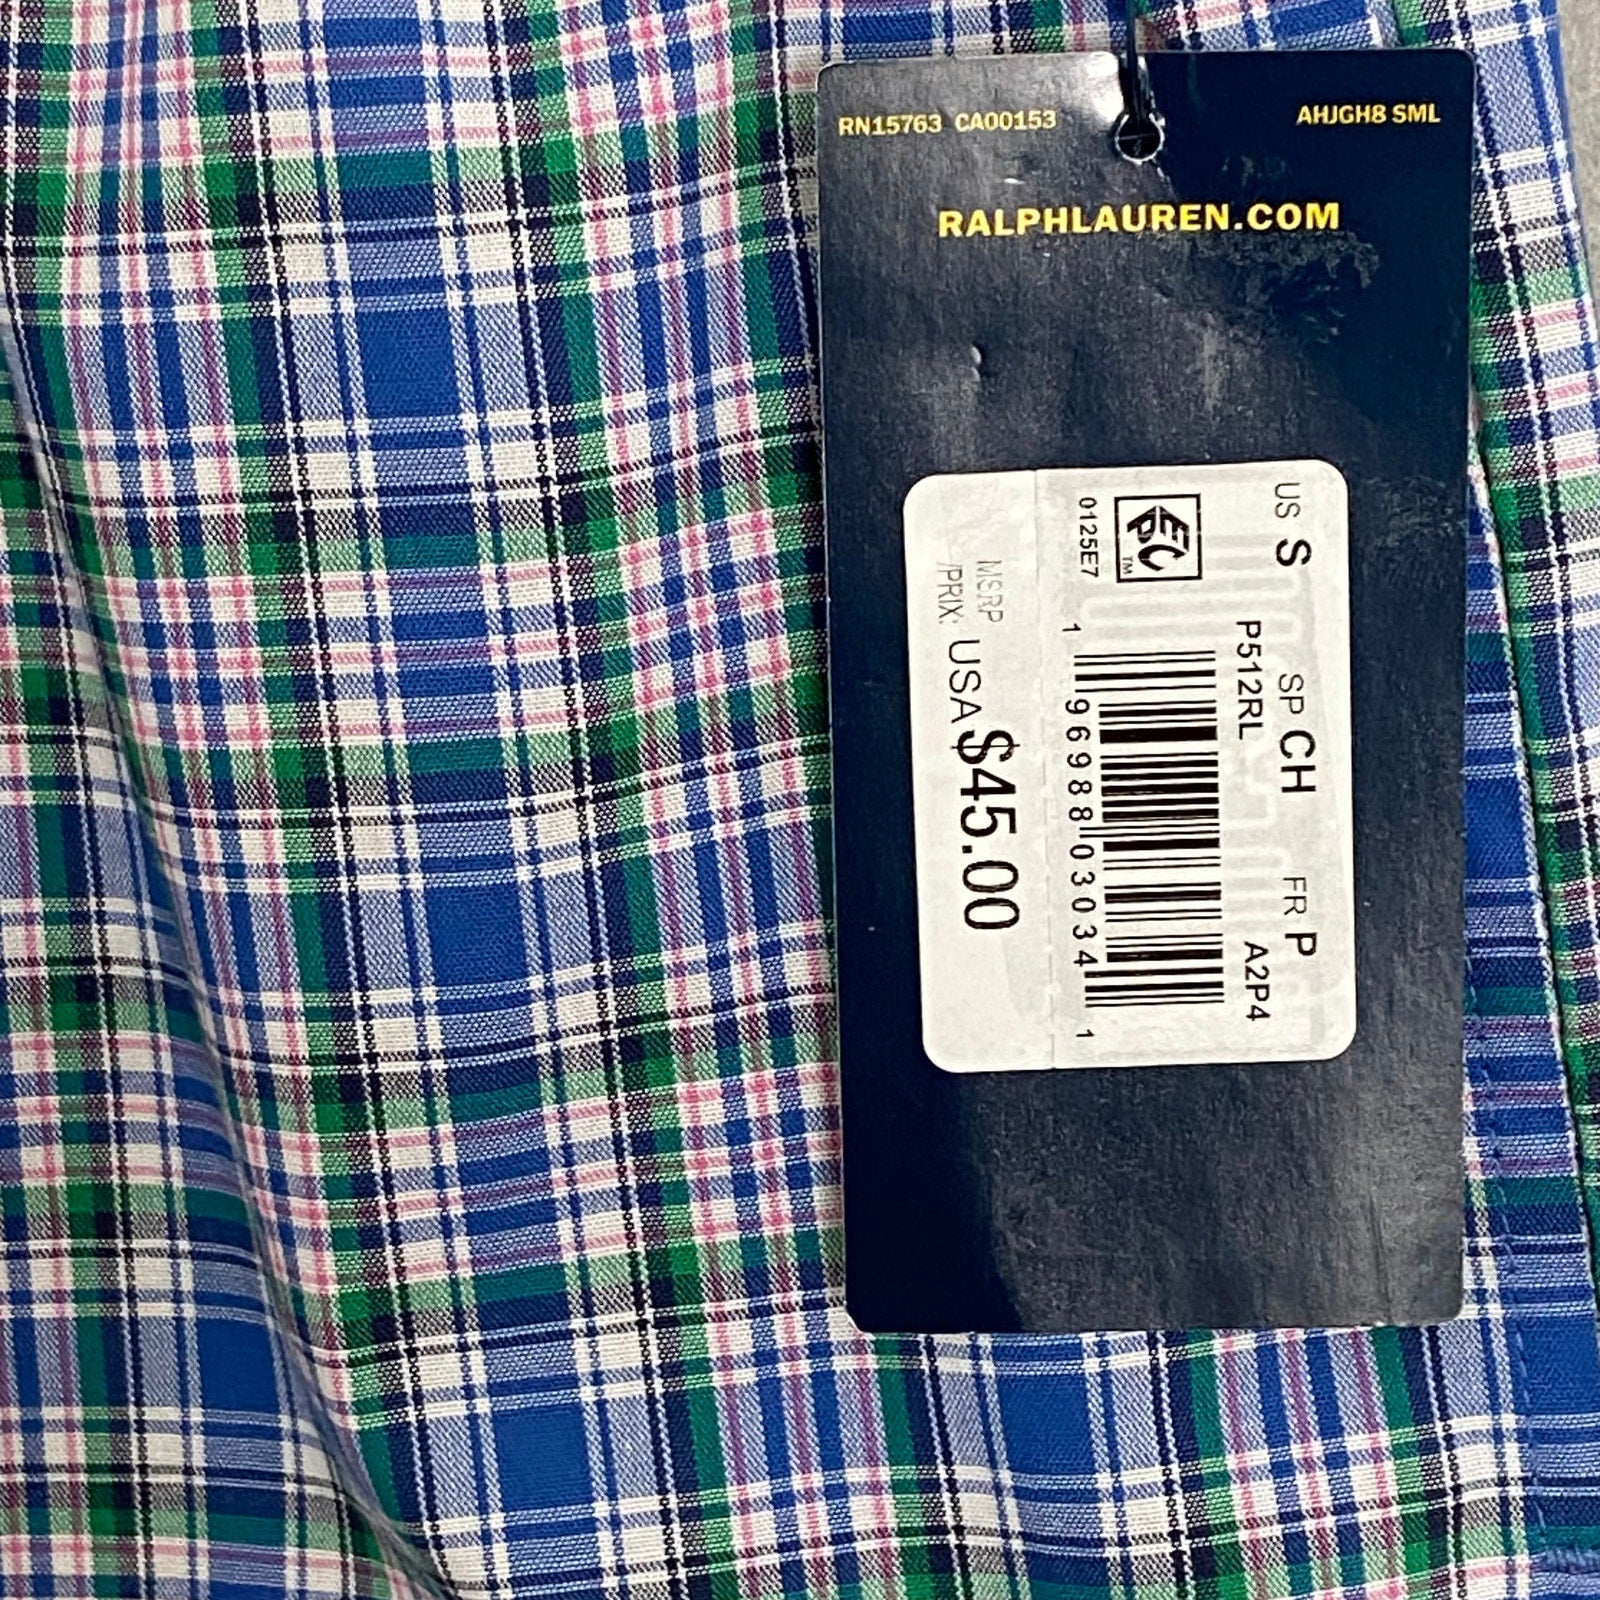 RN15763 CA00153
AHJGH8 SML
RALPHLAUREN.COM
US S SP CH FR P
P512RL A2P4
EPC™
0125E7
1 96988 03034 1
MSRP
/PRIX: USA $45.00